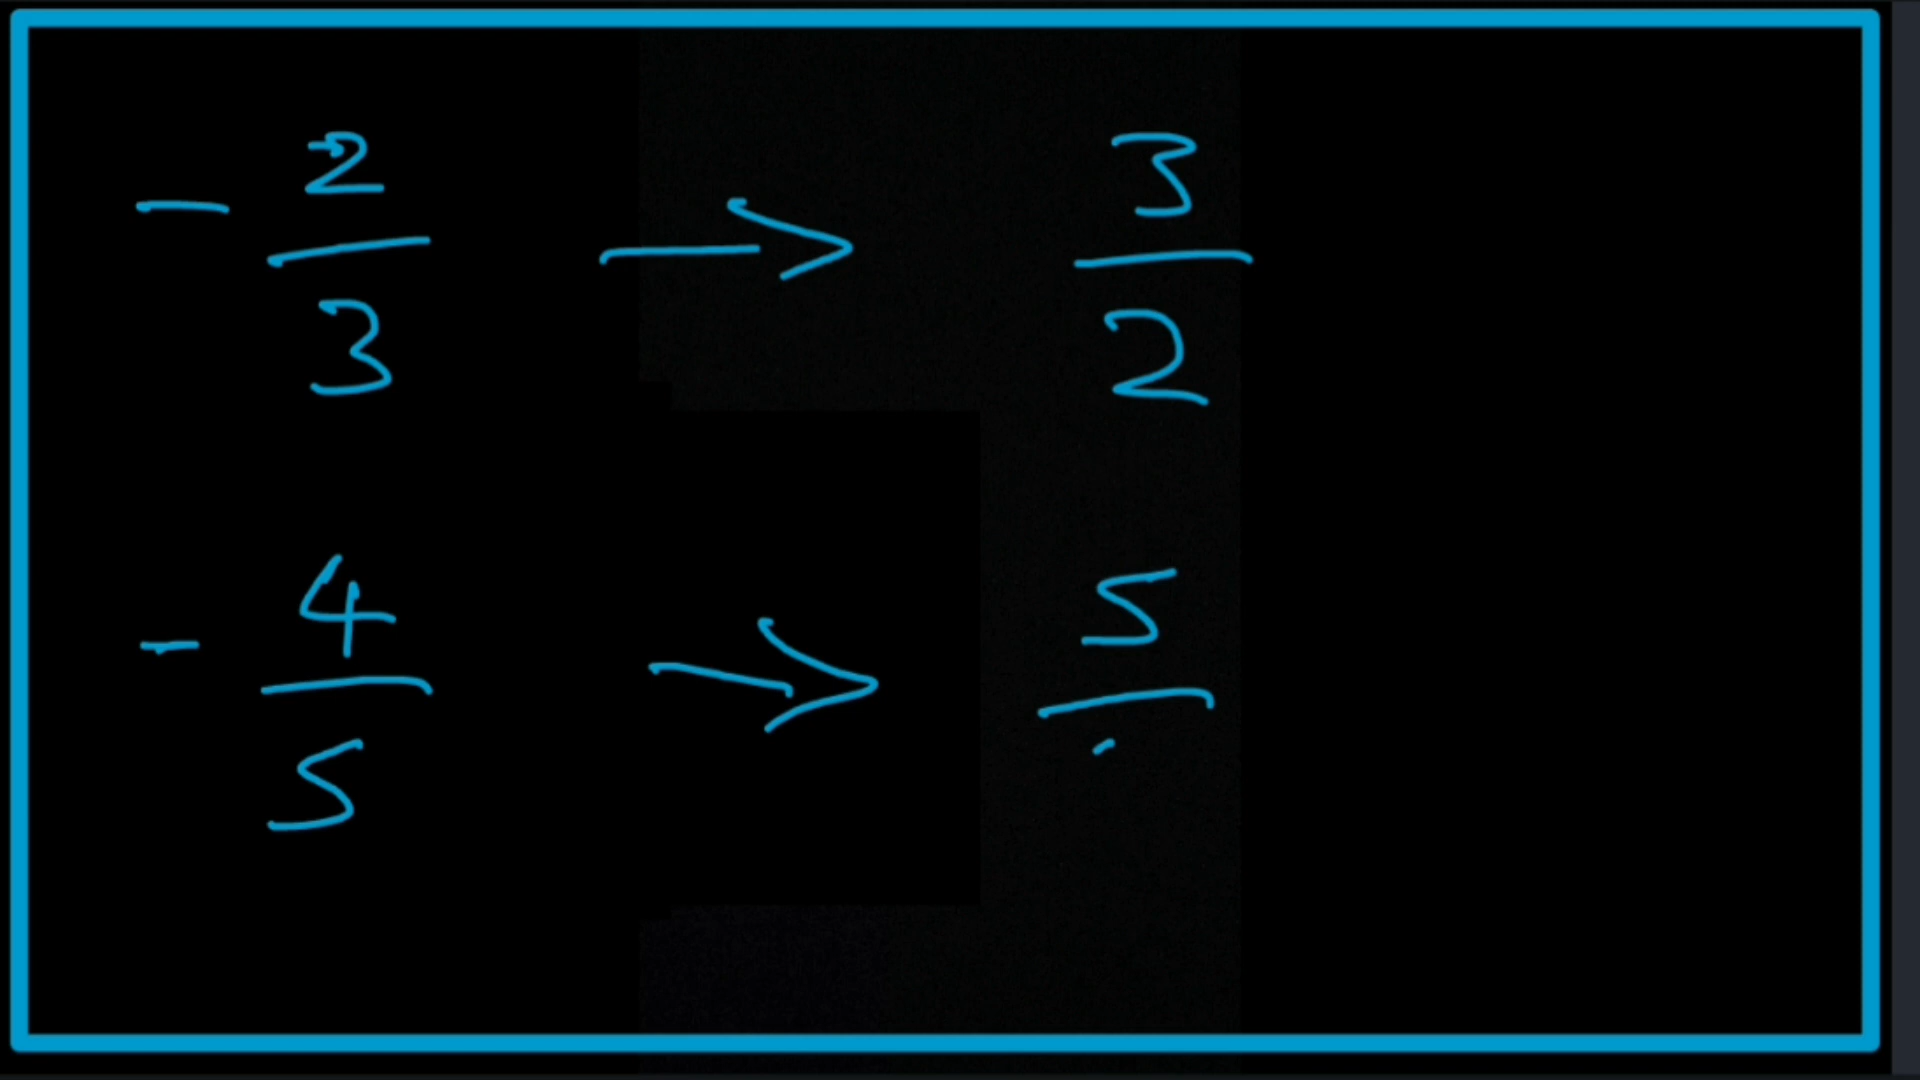 - 2/3 → 3/2
- 4/5 → 5/